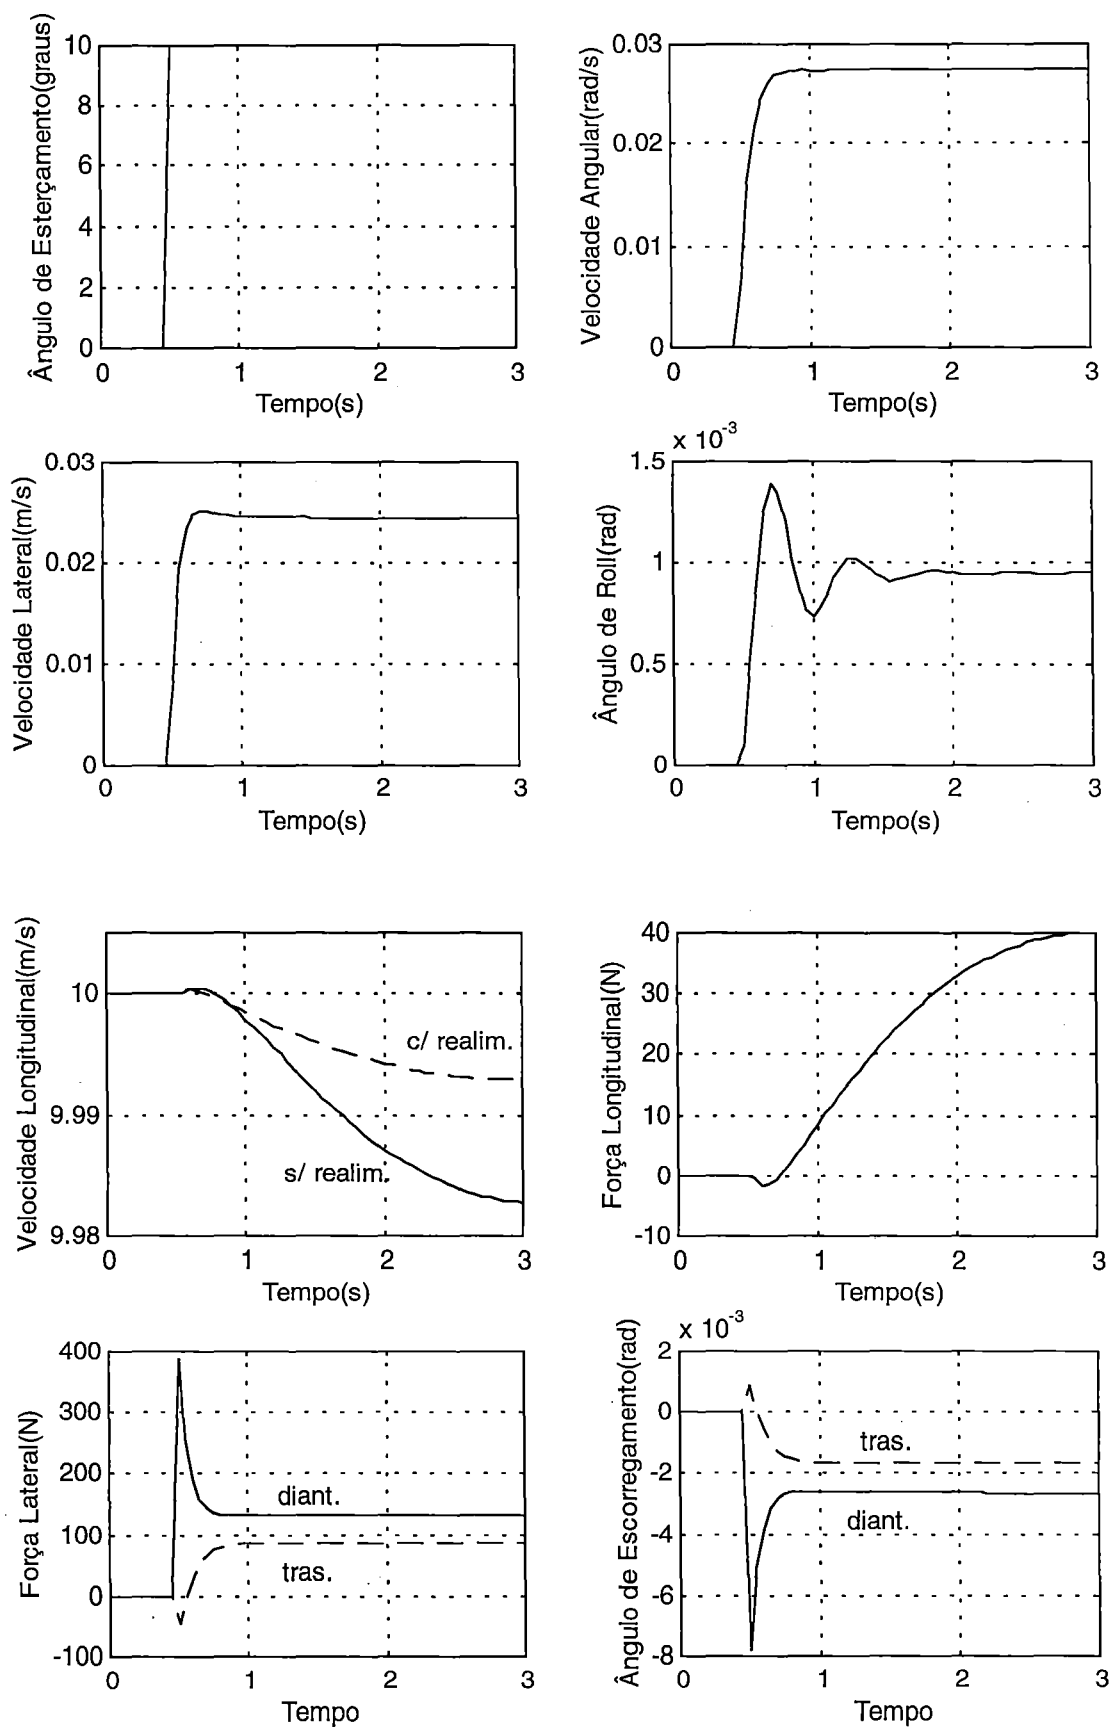 Ângulo de Esterçamento(graus)
10
8
6
4
2
0
0 1 2 3
Tempo(s)
Velocidade Angular(rad/s)
0.03
0.02
0.01
0
0 1 2 3
Tempo(s)
Velocidade Lateral(m/s)
0.03
0.02
0.01
0
0 1 2 3
Tempo(s)
x 10-3
Ângulo de Roll(rad)
1.5
1
0.5
0
0 1 2 3
Tempo(s)
Velocidade Longitudinal(m/s)
10
9.99
9.98
c/ realim.
s/ realim.
0 1 2 3
Tempo(s)
Força Longitudinal(N)
40
30
20
10
0
-10
0 1 2 3
Tempo(s)
Força Lateral(N)
400
300
200
100
0
-100
diant.
tras.
0 1 2 3
Tempo
x 10-3
Ângulo de Escorregamento(rad)
2
0
-2
-4
-6
-8
tras.
diant.
0 1 2 3
Tempo